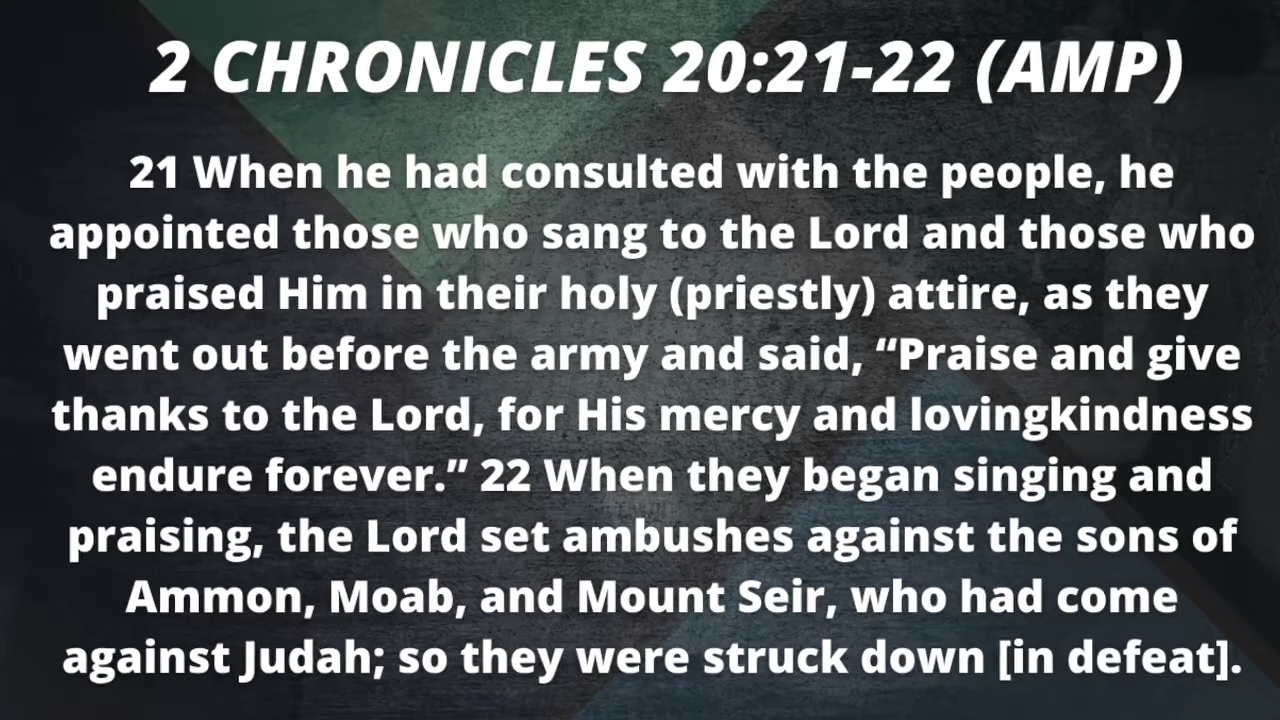 2 CHRONICLES 20:21-22 (AMP)
21 When he had consulted with the people, he
appointed those who sang to the Lord and those who
praised Him in their holy (priestly) attire, as they
went out before the army and said, “Praise and give
thanks to the Lord, for His mercy and lovingkindness
endure forever.” 22 When they began singing and
praising, the Lord set ambushes against the sons of
Ammon, Moab, and Mount Seir, who had come
against Judah; so they were struck down [in defeat].